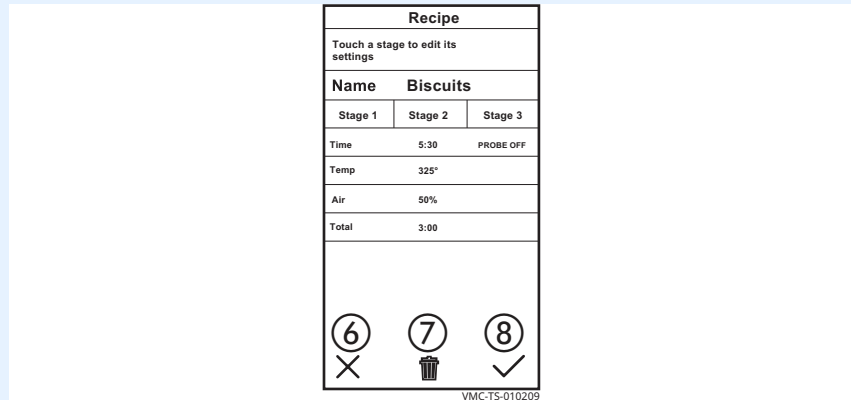 Recipe
Touch a stage to edit its
settings
Name Biscuits
Stage 1 Stage 2 Stage 3
Time 5:30 PROBE OFF
Temp 325°
Air 50%
Total 3:00
6 7 8
VMC-TS-010209